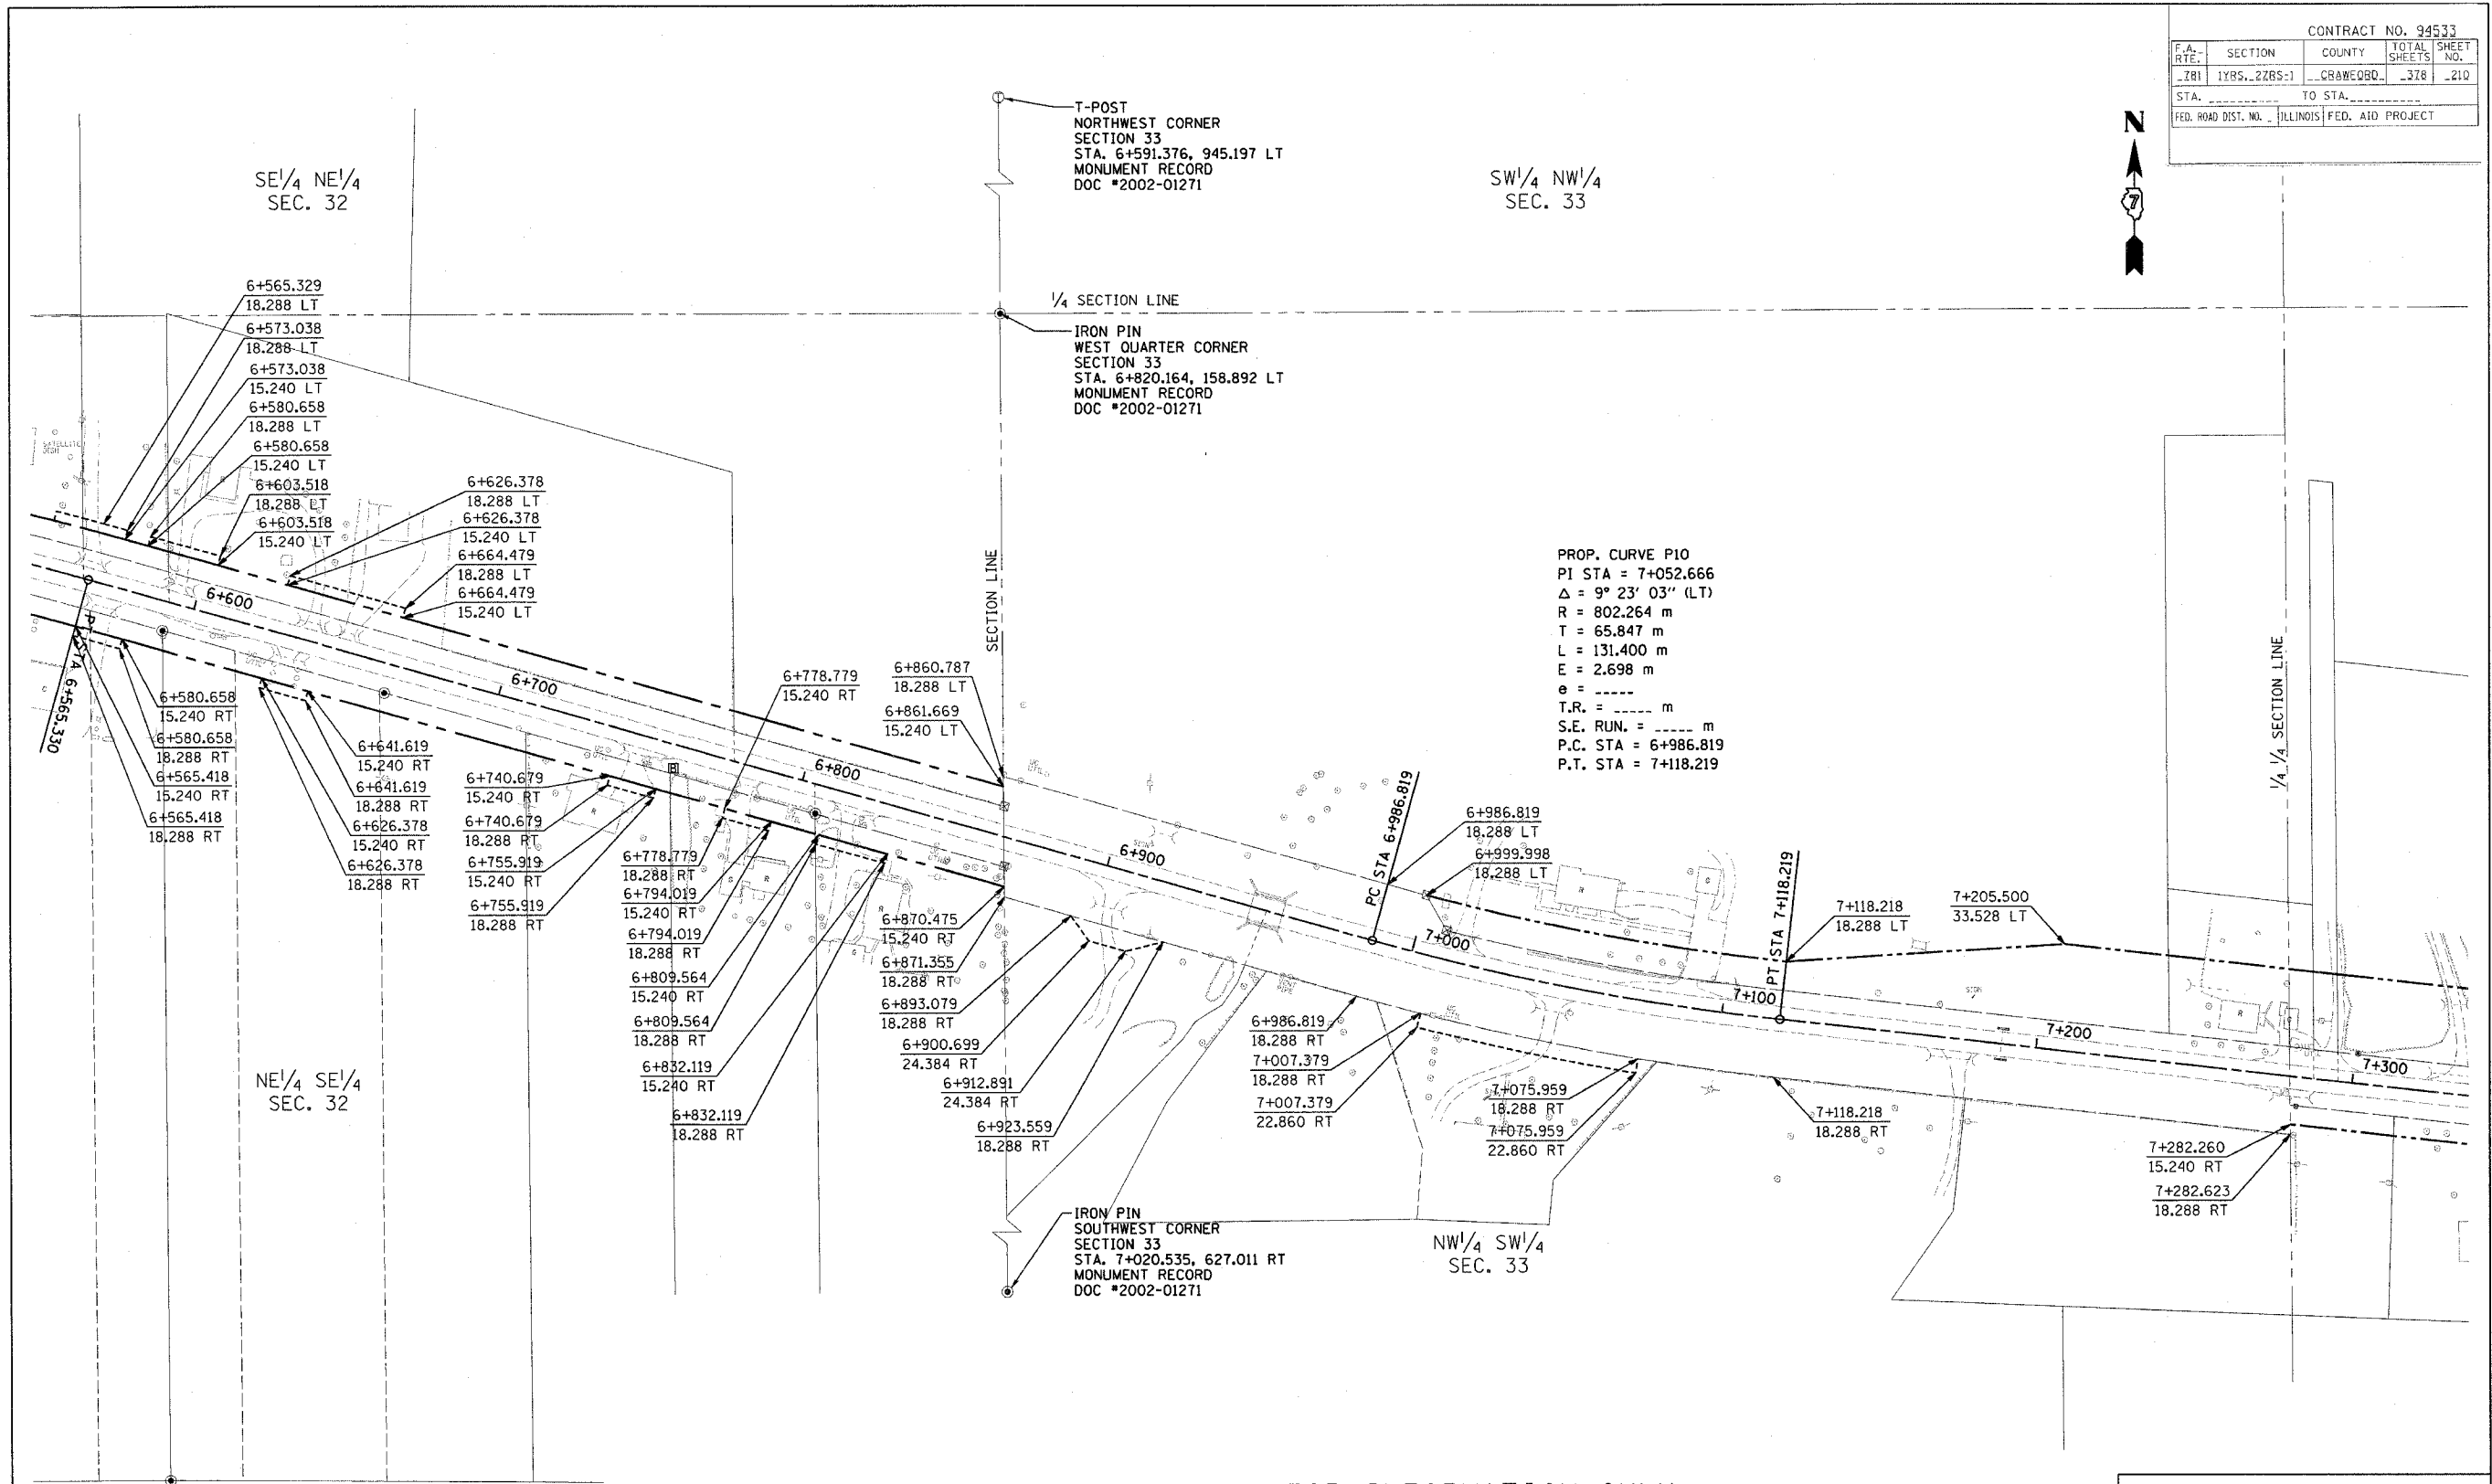 CONTRACT NO. 94533
F.A. RTE. SECTION COUNTY TOTAL SHEETS SHEET NO.
781 CRAWFORD 378 210
STA. TO STA.
FED. ROAD DIST. NO. ILLINOIS FED. AID PROJECT
N
7
T-POST
NORTHWEST CORNER
SECTION 33
STA. 6+591.376, 945.197 LT
MONUMENT RECORD
DOC #2002-01271
SE1/4 NE1/4
SEC. 32
SW1/4 NW1/4
SEC. 33
1/4 SECTION LINE
IRON PIN
WEST QUARTER CORNER
SECTION 33
STA. 6+820.164, 158.892 LT
MONUMENT RECORD
DOC #2002-01271
6+565.329
18.288 LT
6+573.038
18.288 LT
6+573.038
15.240 LT
6+580.658
18.288 LT
6+580.658
15.240 LT
6+603.518
18.288 LT
6+603.518
15.240 LT
6+626.378
18.288 LT
6+626.378
15.240 LT
6+664.479
18.288 LT
6+664.479
15.240 LT
SATELLITE DISH
SECTION LINE
PROP. CURVE P10
PI STA = 7+052.666
Δ = 9° 23' 03" (LT)
R = 802.264 m
T = 65.847 m
L = 131.400 m
E = 2.698 m
e = _____
T.R. = _____ m
S.E. RUN. = _____ m
P.C. STA = 6+986.819
P.T. STA = 7+118.219
1/4 1/4 SECTION LINE
6+600
6+700
6+800
6+900
7+000
7+100
7+200
7+300
PT STA 6+565.330
PC STA 6+986.819
PT STA 7+118.219
6+580.658
15.240 RT
6+580.658
18.288 RT
6+565.418
15.240 RT
6+565.418
18.288 RT
6+641.619
15.240 RT
6+641.619
18.288 RT
6+626.378
15.240 RT
6+626.378
18.288 RT
6+740.679
15.240 RT
6+740.679
18.288 RT
6+755.919
15.240 RT
6+755.919
18.288 RT
6+778.779
15.240 RT
6+778.779
18.288 RT
6+794.019
15.240 RT
6+794.019
18.288 RT
6+809.564
15.240 RT
6+809.564
18.288 RT
6+832.119
15.240 RT
6+832.119
18.288 RT
6+860.787
18.288 LT
6+861.669
15.240 LT
6+870.475
15.240 RT
6+871.355
18.288 RT
6+893.079
18.288 RT
6+900.699
24.384 RT
6+912.891
24.384 RT
6+923.559
18.288 RT
6+986.819
18.288 LT
6+999.998
18.288 LT
6+986.819
18.288 RT
7+007.379
18.288 RT
7+007.379
22.860 RT
7+075.959
18.288 RT
7+075.959
22.860 RT
7+118.218
18.288 LT
7+205.500
33.528 LT
7+118.218
18.288 RT
7+282.260
15.240 RT
7+282.623
18.288 RT
SIGN
NE1/4 SE1/4
SEC. 32
IRON PIN
SOUTHWEST CORNER
SECTION 33
STA. 7+020.535, 627.011 RT
MONUMENT RECORD
DOC #2002-01271
NW1/4 SW1/4
SEC. 33